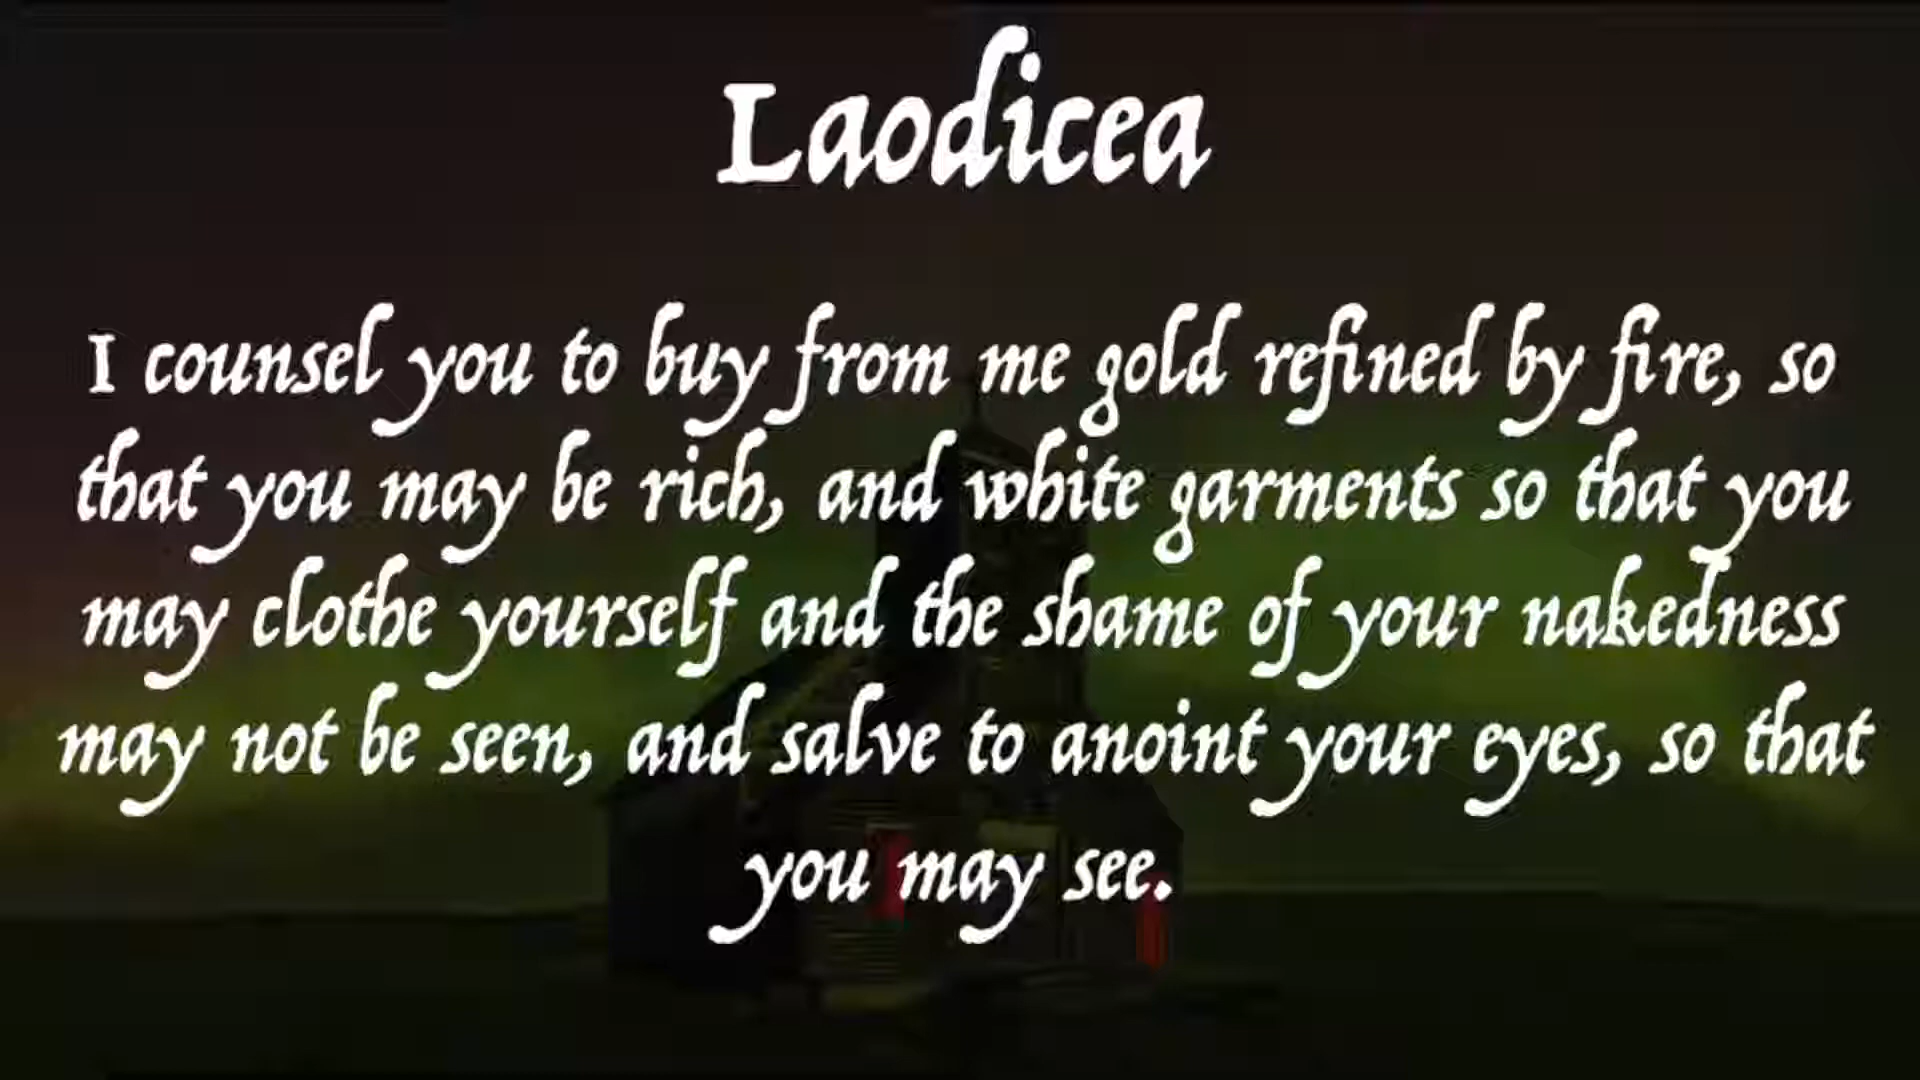 Laodicea
I counsel you to buy from me gold refined by fire, so
that you may be rich, and white garments so that you
may clothe yourself and the shame of your nakedness
may not be seen, and salve to anoint your eyes, so that
you may see.